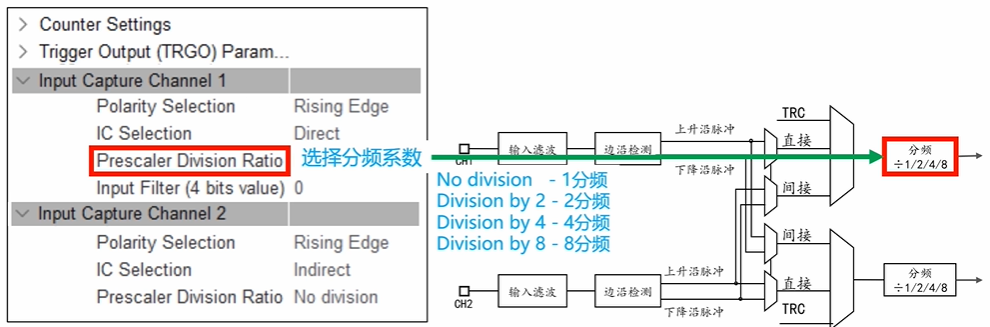 Counter Settings
Trigger Output (TRGO) Param...
Input Capture Channel 1
Polarity Selection Rising Edge
IC Selection Direct
Prescaler Division Ratio 选择分频系数
Input Filter (4 bits value) 0
Input Capture Channel 2
Polarity Selection Rising Edge
IC Selection Indirect
Prescaler Division Ratio No division
No division - 1分频
Division by 2 - 2分频
Division by 4 - 4分频
Division by 8 - 8分频
CH1
输入滤波
边沿检测
上升沿脉冲
下降沿脉冲
TRC
直接
间接
分频
÷1/2/4/8
CH2
输入滤波
边沿检测
上升沿脉冲
下降沿脉冲
间接
直接
TRC
分频
÷1/2/4/8